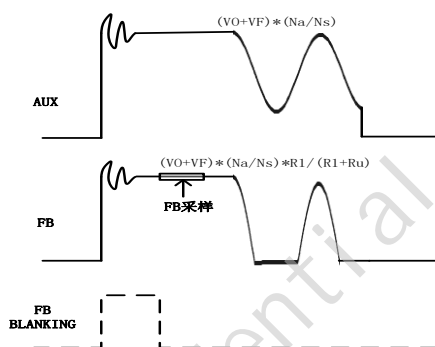 (VO+VF)*(Na/Ns)
AUX
(VO+VF)*(Na/Ns)*R1/(R1+Ru)
FB采样
FB
FB
BLANKING
ential